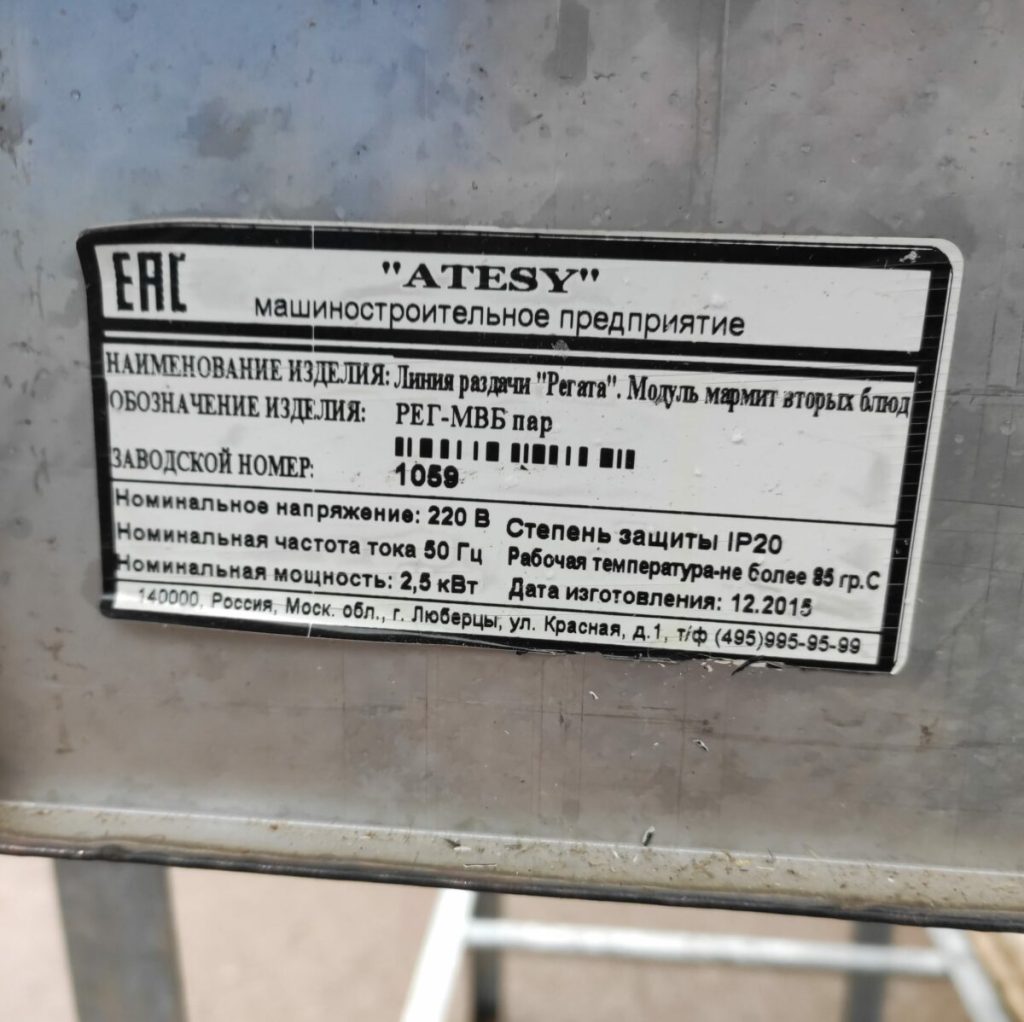 EAC
"ATESY"
машиностроительное предприятие
НАИМЕНОВАНИЕ ИЗДЕЛИЯ: Линия раздачи "Регата". Модуль мармит вторых блюд
ОБОЗНАЧЕНИЕ ИЗДЕЛИЯ: РЕГ-МВБ пар
ЗАВОДСКОЙ НОМЕР: 1059
Номинальное напряжение: 220 В
Номинальная частота тока 50 Гц
Номинальная мощность: 2,5 кВт
Степень защиты IP20
Рабочая температура-не более 85 гр.С
Дата изготовления: 12.2015
140000, Россия, Моск. обл., г. Люберцы, ул. Красная, д.1, т/ф (495)995-95-99